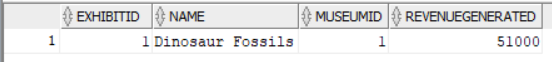 EXHIBITID NAME MUSEUMID REVENUEGENERATED
1 1 Dinosaur Fossils 1 51000